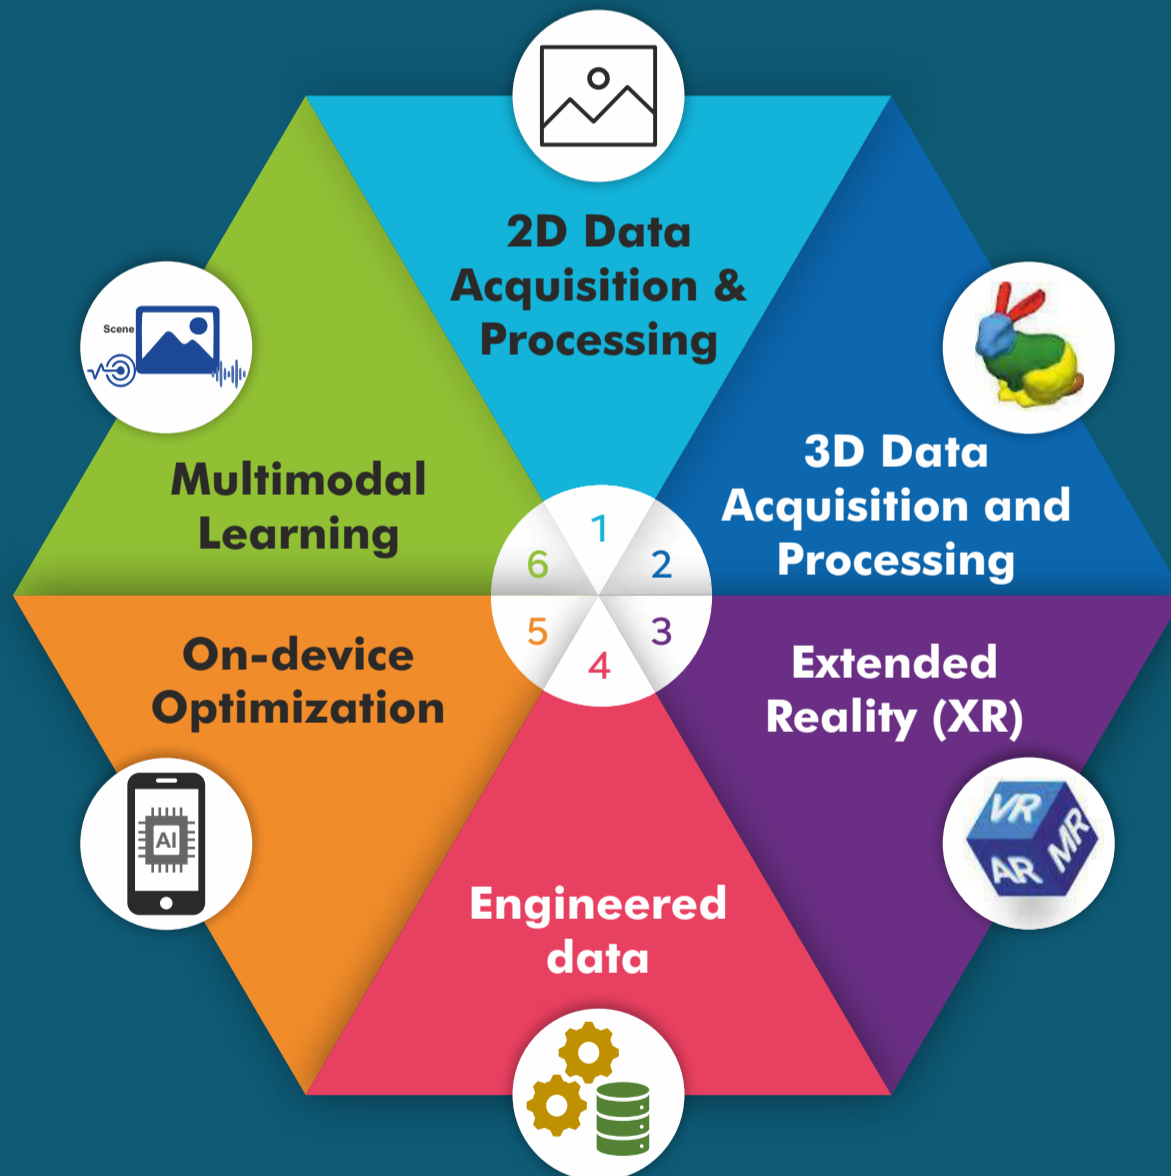 2D Data
Acquisition &
Processing
Scene
3D Data
Acquisition and
Processing
Multimodal
Learning
1
6
2
5
3
4
On-device
Optimization
Extended
Reality (XR)
AI
VR
AR
MR
Engineered
data